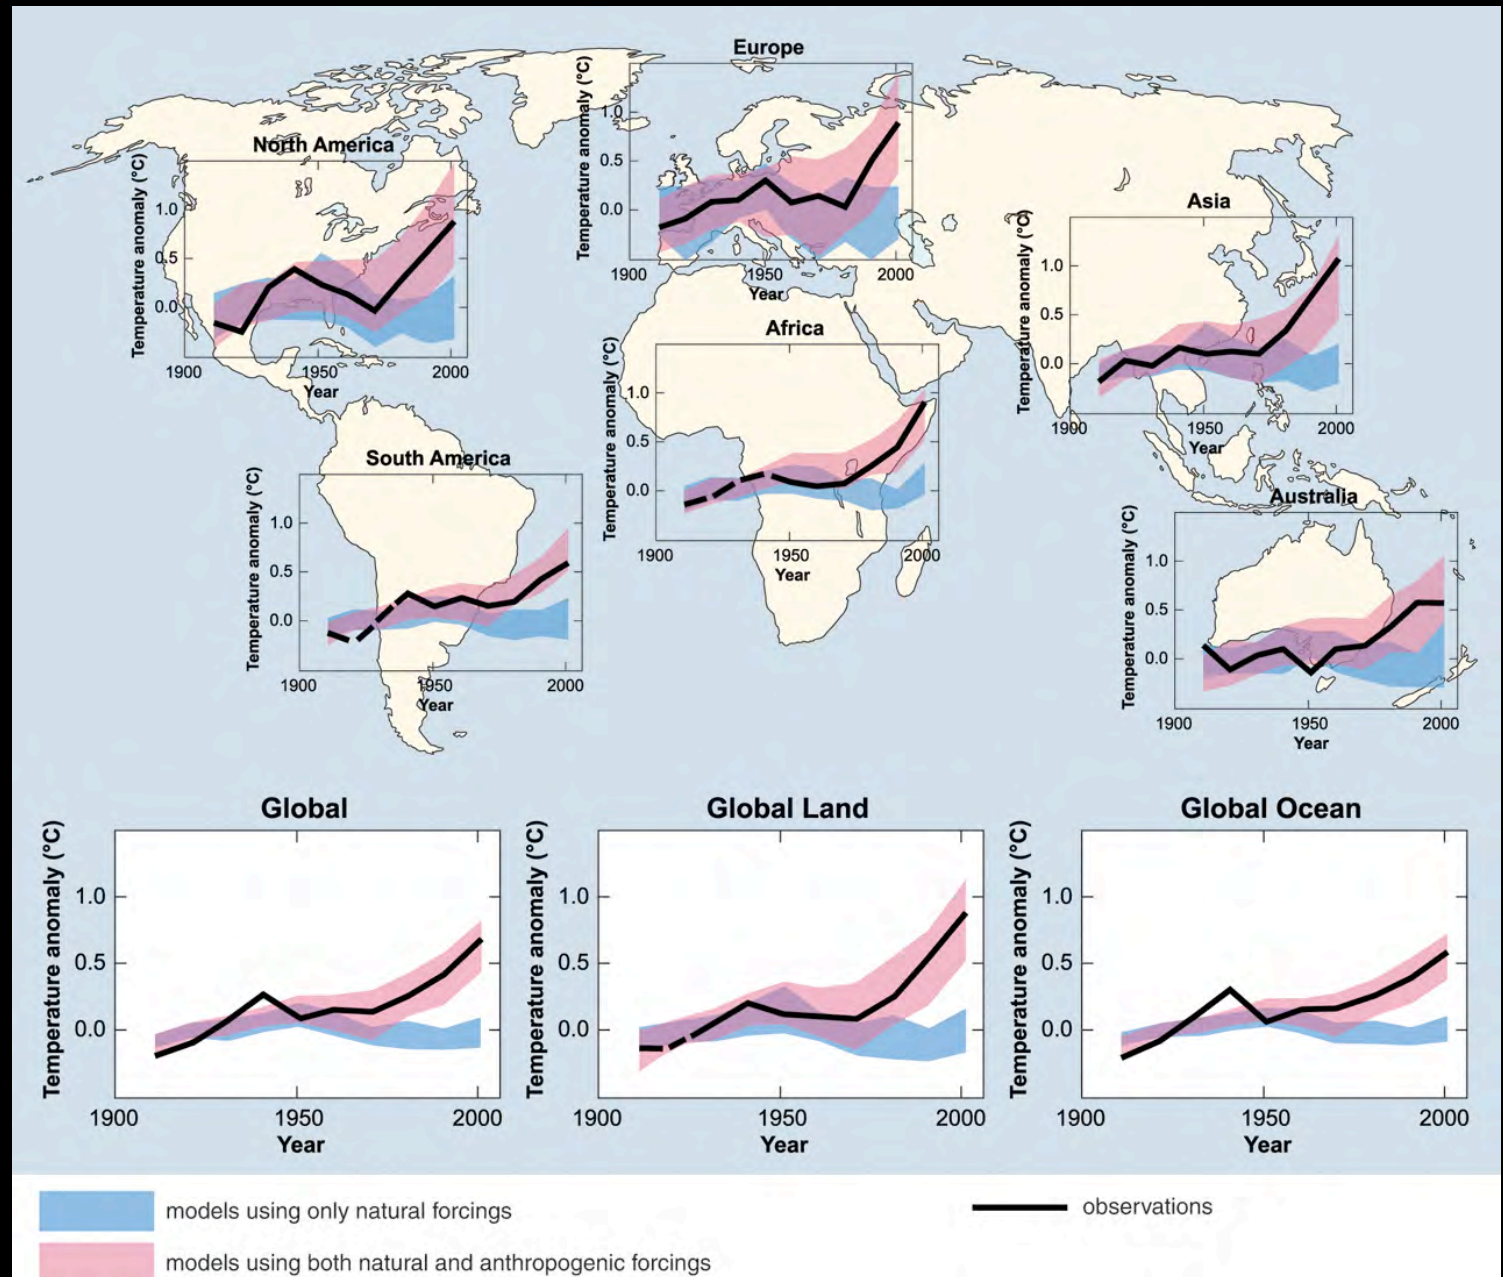 Europe
Temperature anomaly (°C)
1.0
0.5
0.0
1900
1950
2000
Year
North America
Temperature anomaly (°C)
1.0
0.5
0.0
1900
1950
2000
Year
Asia
Temperature anomaly (°C)
1.0
0.5
0.0
1900
1950
2000
Year
Africa
Temperature anomaly (°C)
1.0
0.5
0.0
1900
1950
2000
Year
South America
Temperature anomaly (°C)
1.0
0.5
0.0
1900
1950
2000
Year
Australia
Temperature anomaly (°C)
1.0
0.5
0.0
1900
1950
2000
Year
Global
Temperature anomaly (°C)
1.0
0.5
0.0
1900
1950
2000
Year
Global Land
Temperature anomaly (°C)
1.0
0.5
0.0
1900
1950
2000
Year
Global Ocean
Temperature anomaly (°C)
1.0
0.5
0.0
1900
1950
2000
Year
models using only natural forcings
observations
models using both natural and anthropogenic forcings